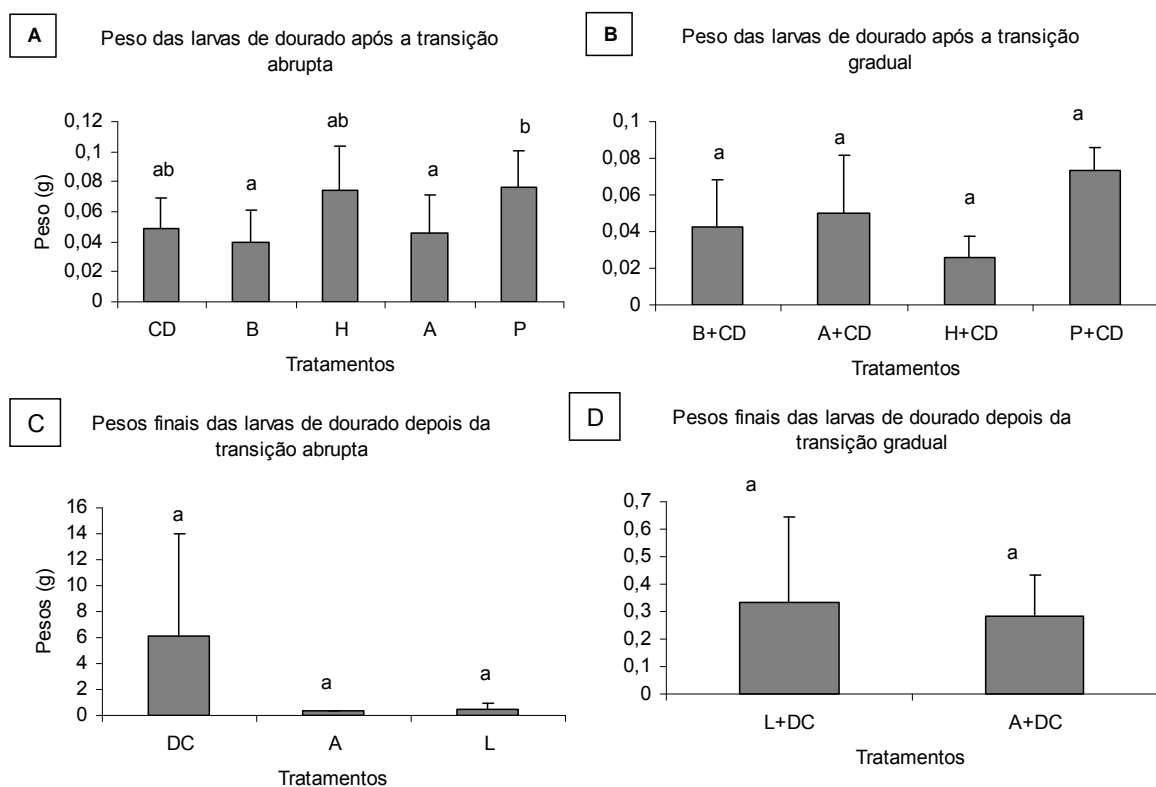 A
Peso das larvas de dourado após a transição
abrupta
Peso (g)
0,12
0,1
0,08
0,06
0,04
0,02
0
ab
a
ab
a
b
CD
B
H
A
P
Tratamentos
B
Peso das larvas de dourado após a transição
gradual
0,1
0,08
0,06
0,04
0,02
0
a
a
a
a
B+CD
A+CD
H+CD
P+CD
Tratamentos
C
Pesos finais das larvas de dourado depois da
transição abrupta
Pesos (g)
16
14
12
10
8
6
4
2
0
a
a
a
DC
A
L
Tratamentos
D
Pesos finais das larvas de dourado depois da
transição gradual
0,7
0,6
0,5
0,4
0,3
0,2
0,1
0
a
a
L+DC
A+DC
Tratamentos